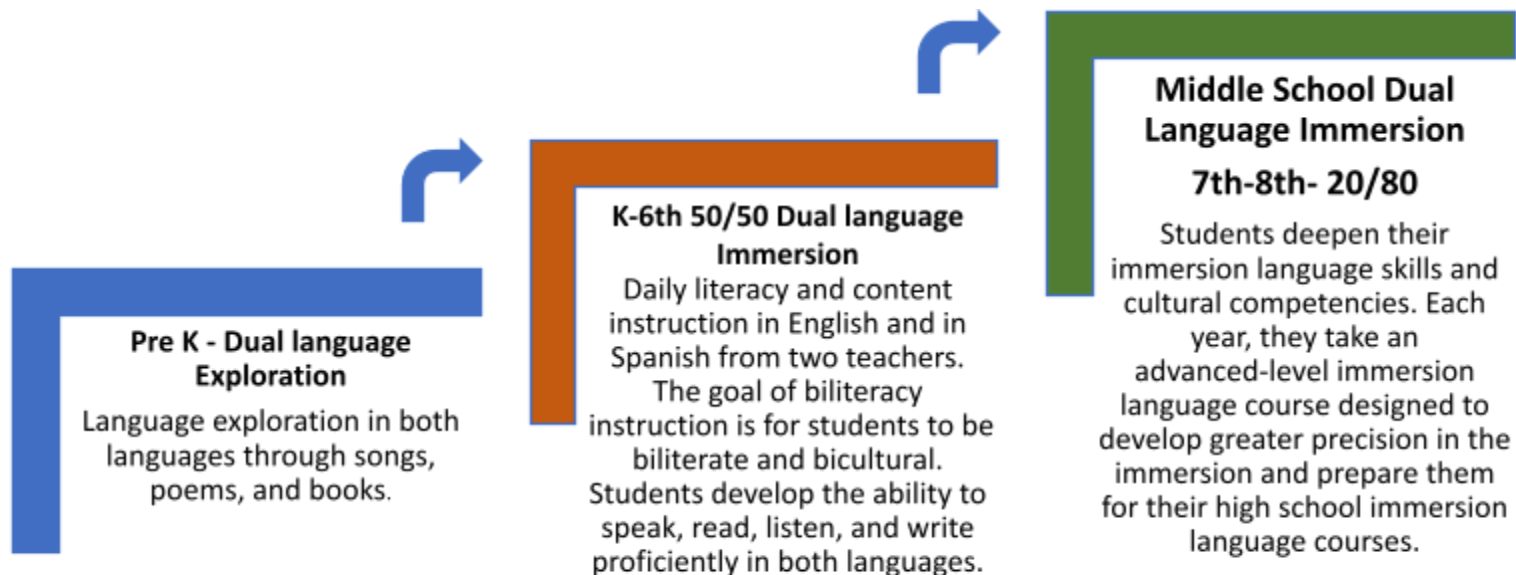 Pre K - Dual language
Exploration
Language exploration in both
languages through songs,
poems, and books.
K-6th 50/50 Dual language
Immersion
Daily literacy and content
instruction in English and in
Spanish from two teachers.
The goal of biliteracy
instruction is for students to be
biliterate and bicultural.
Students develop the ability to
speak, read, listen, and write
proficiently in both languages.
Middle School Dual
Language Immersion
7th-8th- 20/80
Students deepen their
immersion language skills and
cultural competencies. Each
year, they take an
advanced-level immersion
language course designed to
develop greater precision in the
immersion and prepare them
for their high school immersion
language courses.